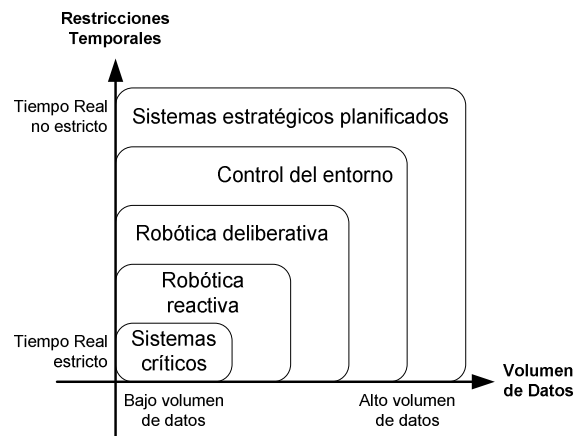 Restricciones
Temporales
Tiempo Real
no estricto
Sistemas estratégicos planificados
Control del entorno
Robótica deliberativa
Robótica
reactiva
Tiempo Real
estricto
Sistemas
críticos
Volumen
de Datos
Bajo volumen
de datos
Alto volumen
de datos